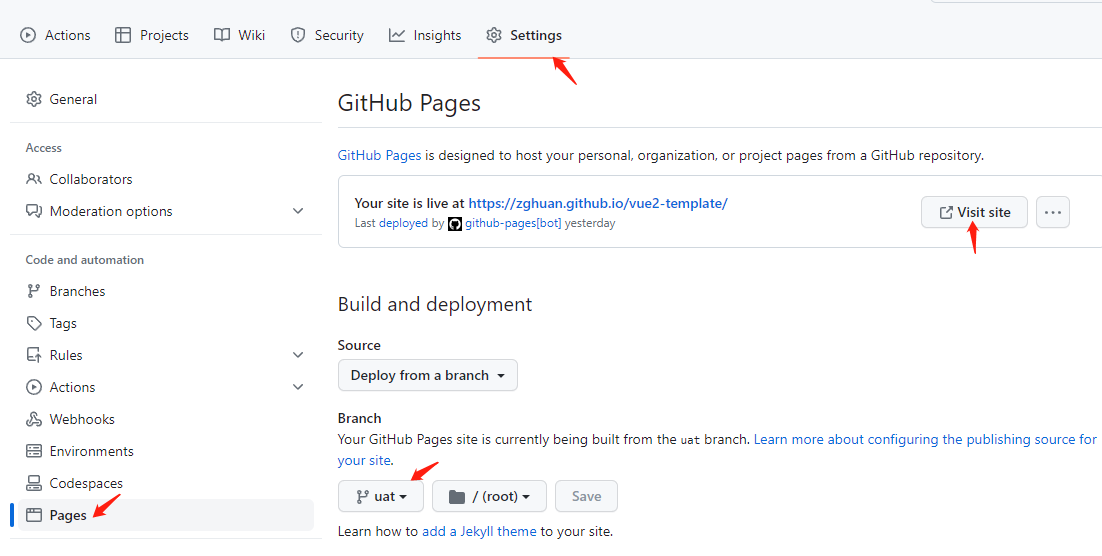 Actions Projects Wiki Security Insights Settings
General
Access
Collaborators
Moderation options
Code and automation
Branches
Tags
Rules
Actions
Webhooks
Environments
Codespaces
Pages
GitHub Pages
GitHub Pages is designed to host your personal, organization, or project pages from a GitHub repository.
Your site is live at https://zghuan.github.io/vue2-template/
Last deployed by github-pages[bot] yesterday
Visit site
Build and deployment
Source
Deploy from a branch
Branch
Your GitHub Pages site is currently being built from the uat branch. Learn more about configuring the publishing source for
your site.
uat / (root) Save
Learn how to add a Jekyll theme to your site.